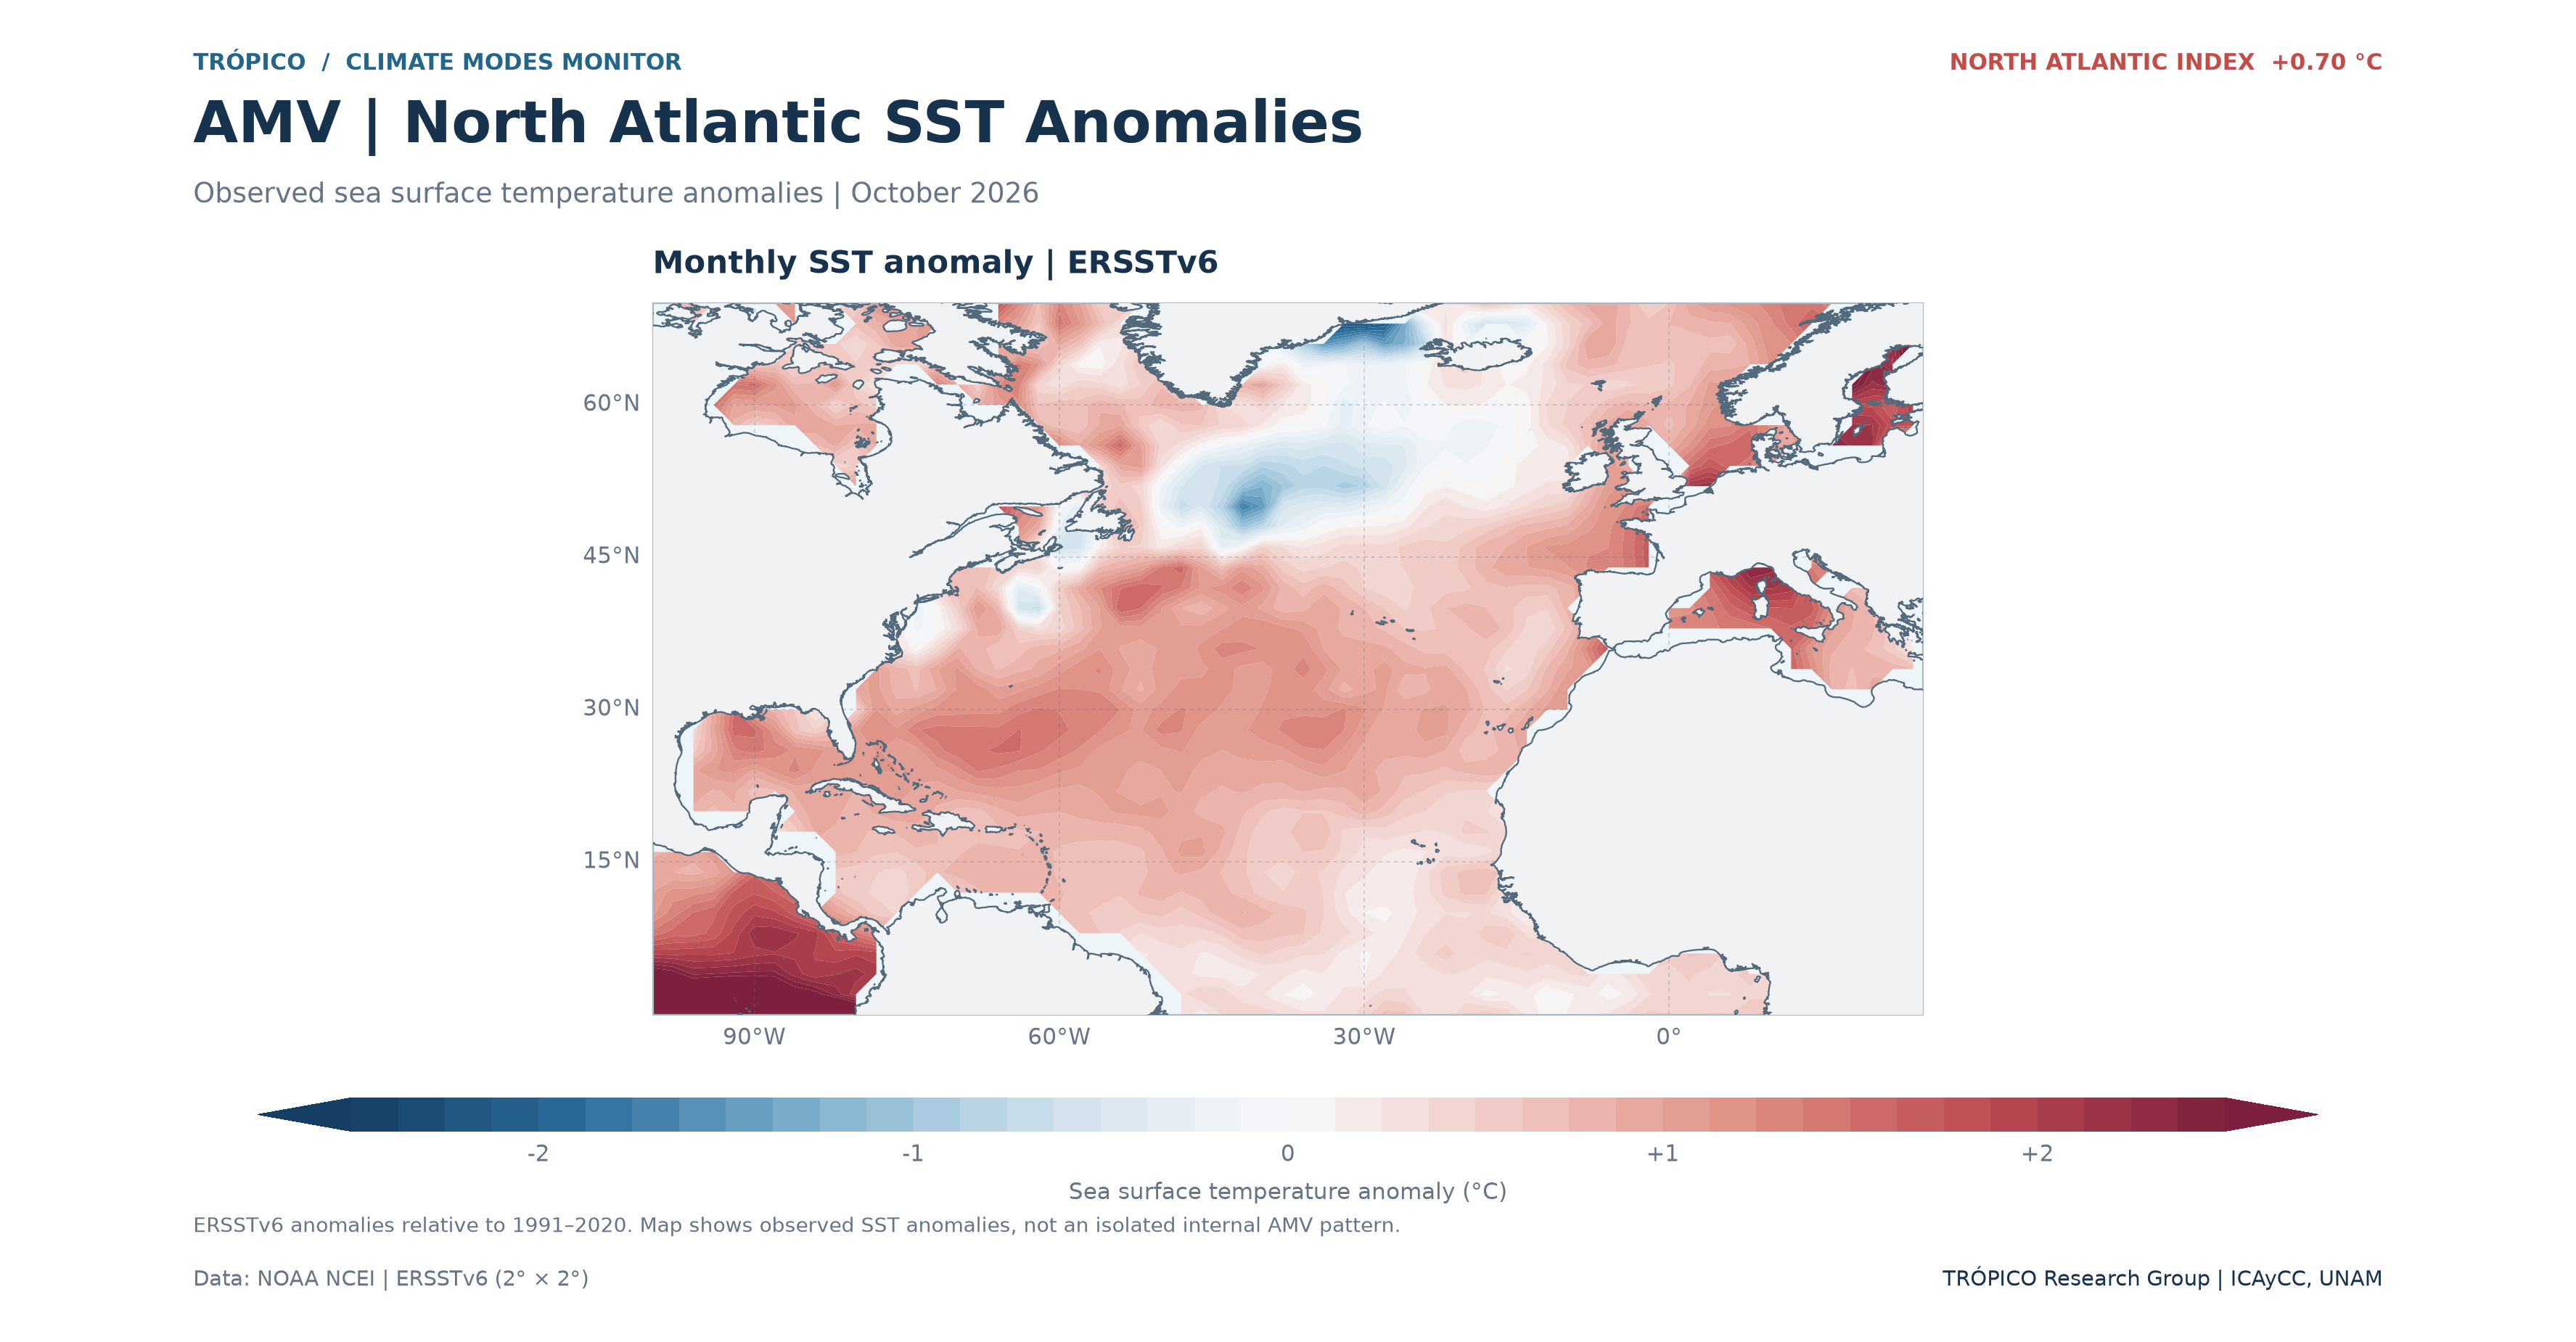 TRÓPICO / CLIMATE MODES MONITOR
NORTH ATLANTIC INDEX +0.70 °C
AMV | North Atlantic SST Anomalies
Observed sea surface temperature anomalies | October 2026
Monthly SST anomaly | ERSSTv6
60°N
45°N
30°N
15°N
90°W 60°W 30°W 0°
-2 -1 0 +1 +2
Sea surface temperature anomaly (°C)
ERSSTv6 anomalies relative to 1991–2020. Map shows observed SST anomalies, not an isolated internal AMV pattern.
Data: NOAA NCEI | ERSSTv6 (2° × 2°)
TRÓPICO Research Group | ICAyCC, UNAM